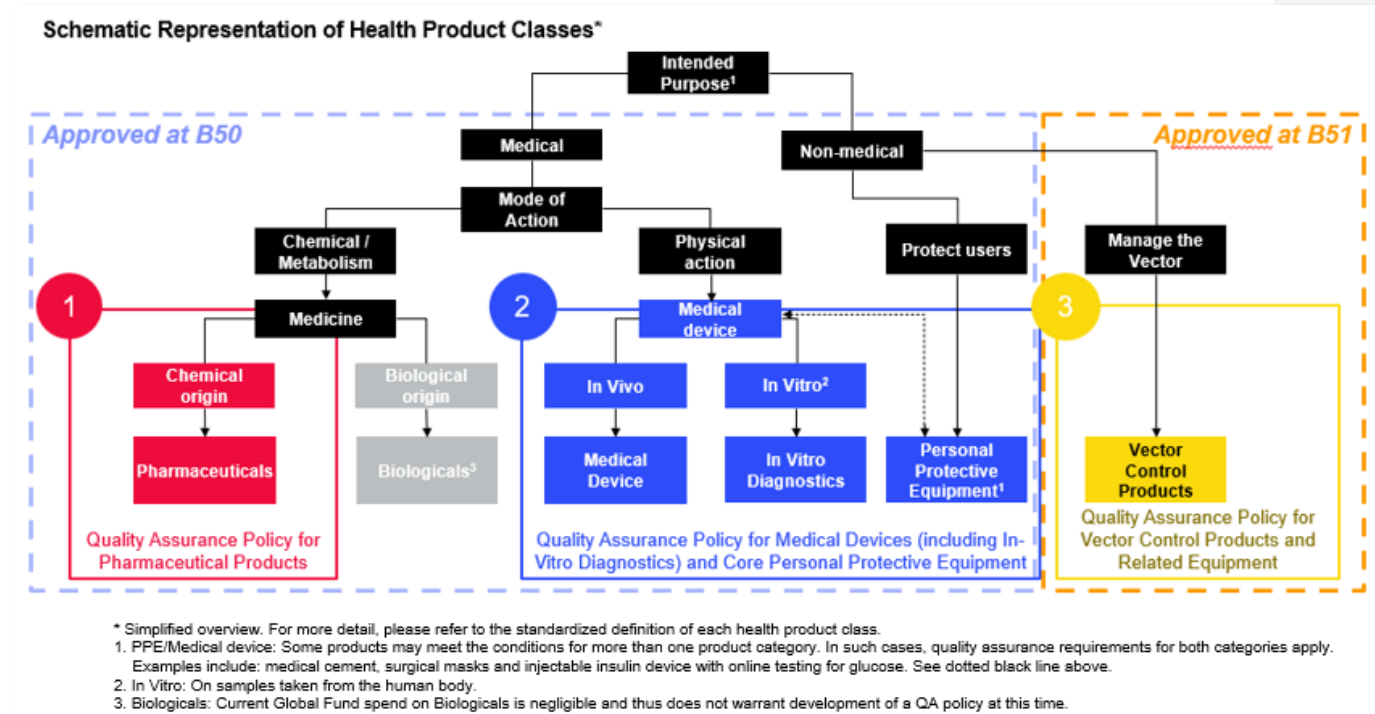 Schematic Representation of Health Product Classes*
Intended
Purpose¹
Approved at B50
Approved at B51
Medical
Non-medical
Mode of
Action
Chemical /
Metabolism
Physical
action
Protect users
Manage the
Vector
1
2
3
Medicine
Medical
device
Chemical
origin
Biological
origin
In Vivo
In Vitro²
Pharmaceuticals
Biologicals³
Medical
Device
In Vitro
Diagnostics
Personal
Protective
Equipment¹
Vector
Control
Products
Quality Assurance Policy for
Pharmaceutical Products
Quality Assurance Policy for Medical Devices (including In-
Vitro Diagnostics) and Core Personal Protective Equipment
Quality Assurance Policy for
Vector Control Products and
Related Equipment
* Simplified overview. For more detail, please refer to the standardized definition of each health product class.
1. PPE/Medical device: Some products may meet the conditions for more than one product category. In such cases, quality assurance requirements for both categories apply.
Examples include: medical cement, surgical masks and injectable insulin device with online testing for glucose. See dotted black line above.
2. In Vitro: On samples taken from the human body.
3. Biologicals: Current Global Fund spend on Biologicals is negligible and thus does not warrant development of a QA policy at this time.